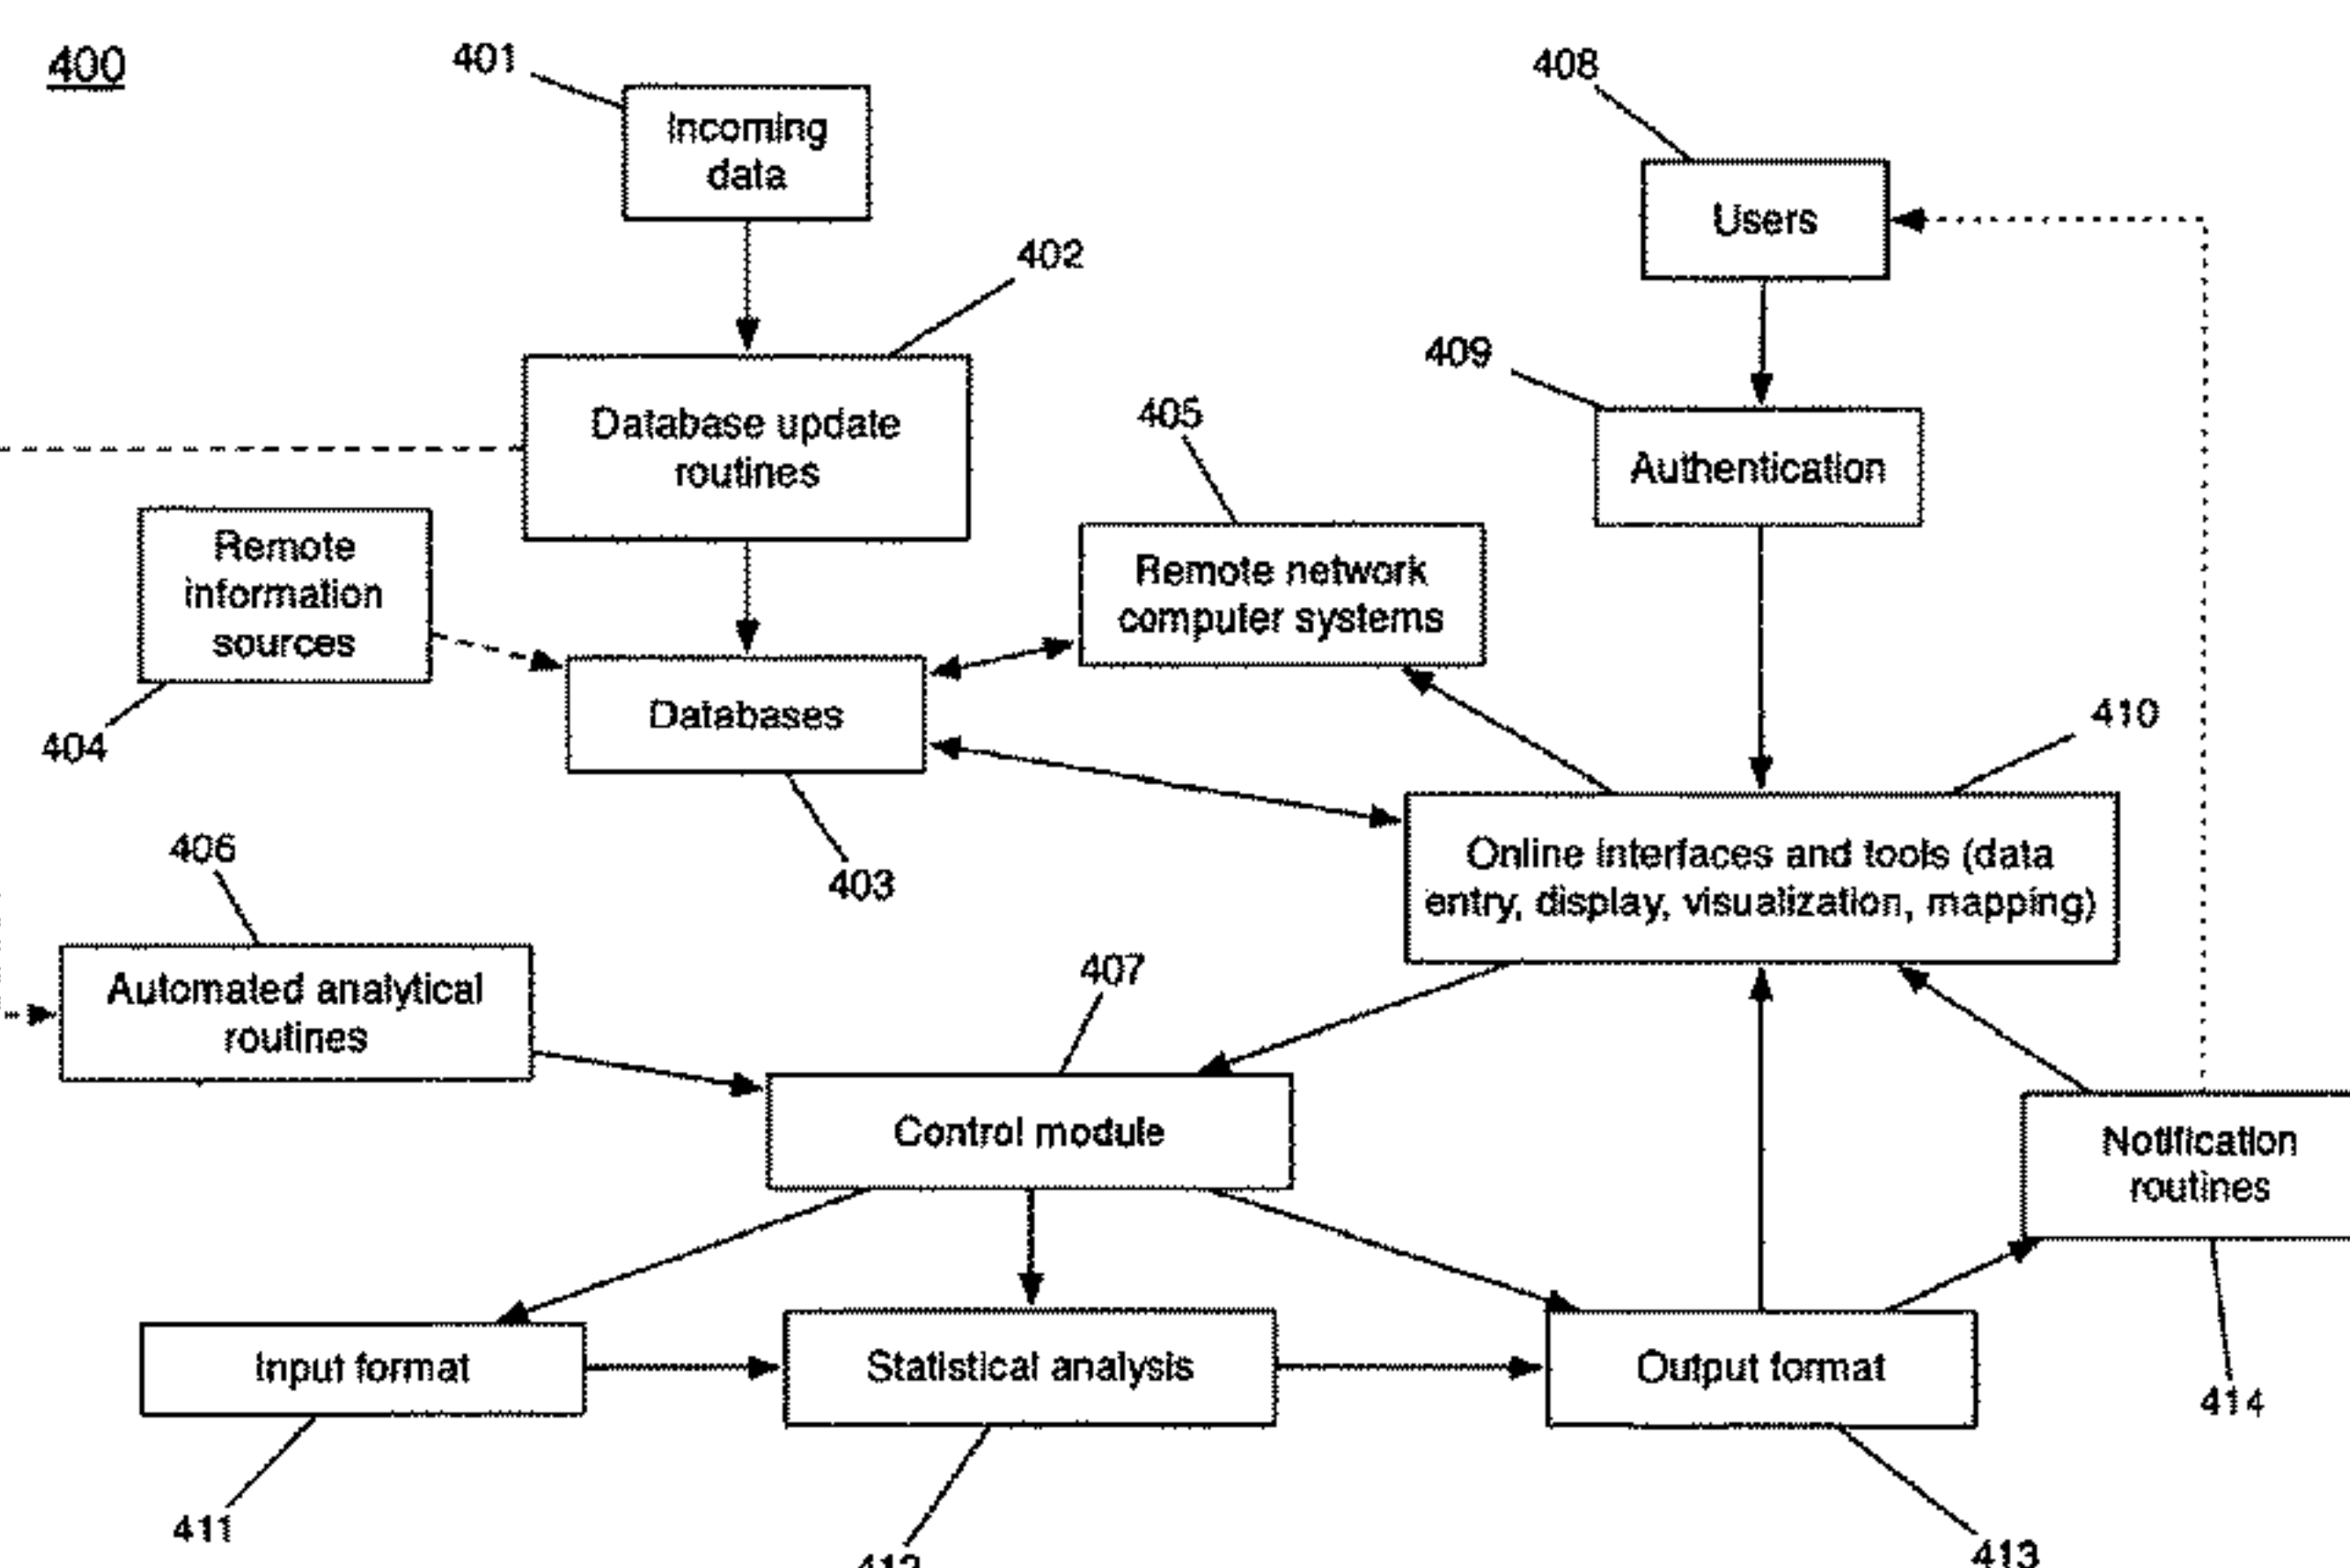 400
401
Incoming
data
408
Users
402
Database update
routines
409
Authentication
405
Remote network
computer systems
Remote
information
sources
404
Databases
403
410
Online interfaces and tools (data
entry, display, visualization, mapping)
406
Automated analytical
routines
407
Control module
Notification
routines
414
Input format
411
Statistical analysis
412
Output format
413